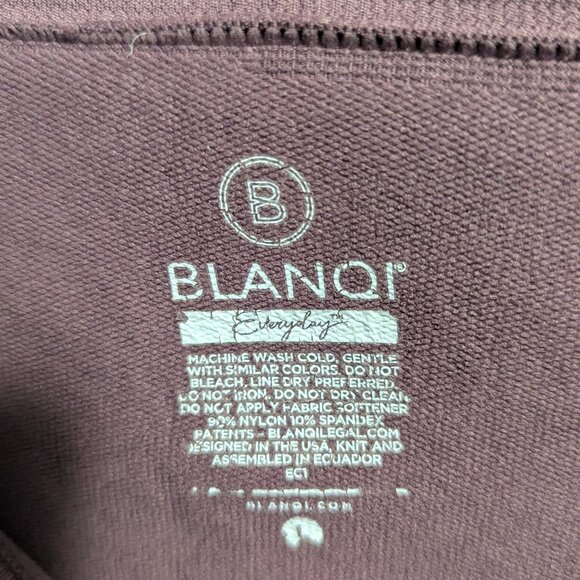 B
BLANQI®
Everyday™
MACHINE WASH COLD, GENTLE
WITH SIMILAR COLORS. DO NOT
BLEACH, LINE DRY PREFERRED.
DO NOT IRON. DO NOT DRY CLEAN.
DO NOT APPLY FABRIC SOFTENER
90% NYLON 10% SPANDEX
PATENTS - BLANQILEGAL.COM
DESIGNED IN THE USA, KNIT AND
ASSEMBLED IN ECUADOR
EC1
BLANQI.COM